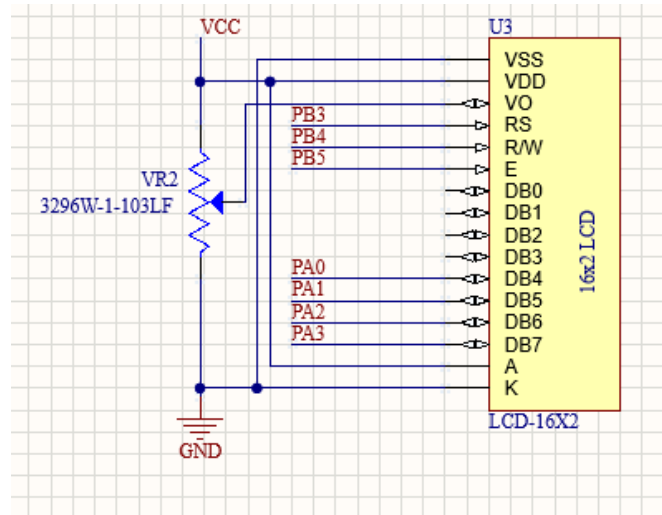 VCC
U3
VSS
VDD
VO
PB3
RS
PB4
R/W
PB5
E
VR2
3296W-1-103LF
DB0
DB1
DB2
DB3
16x2 LCD
PA0
DB4
PA1
DB5
PA2
DB6
PA3
DB7
A
K
LCD-16X2
GND